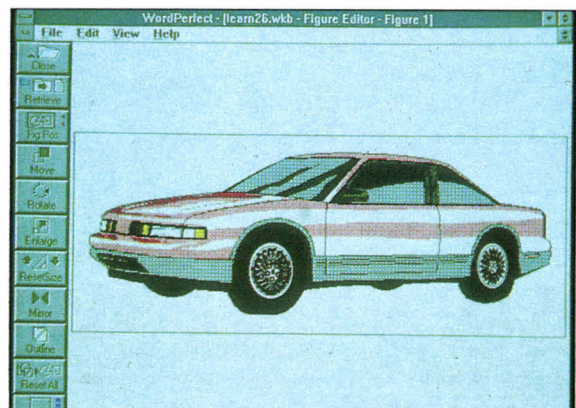 WordPerfect - [learn26.wkb - Figure Editor - Figure 1]
File Edit View Help
Close
Retrieve
Fig Pos
Move
Rotate
Enlarge
ResetSize
Mirror
Outline
Reset All